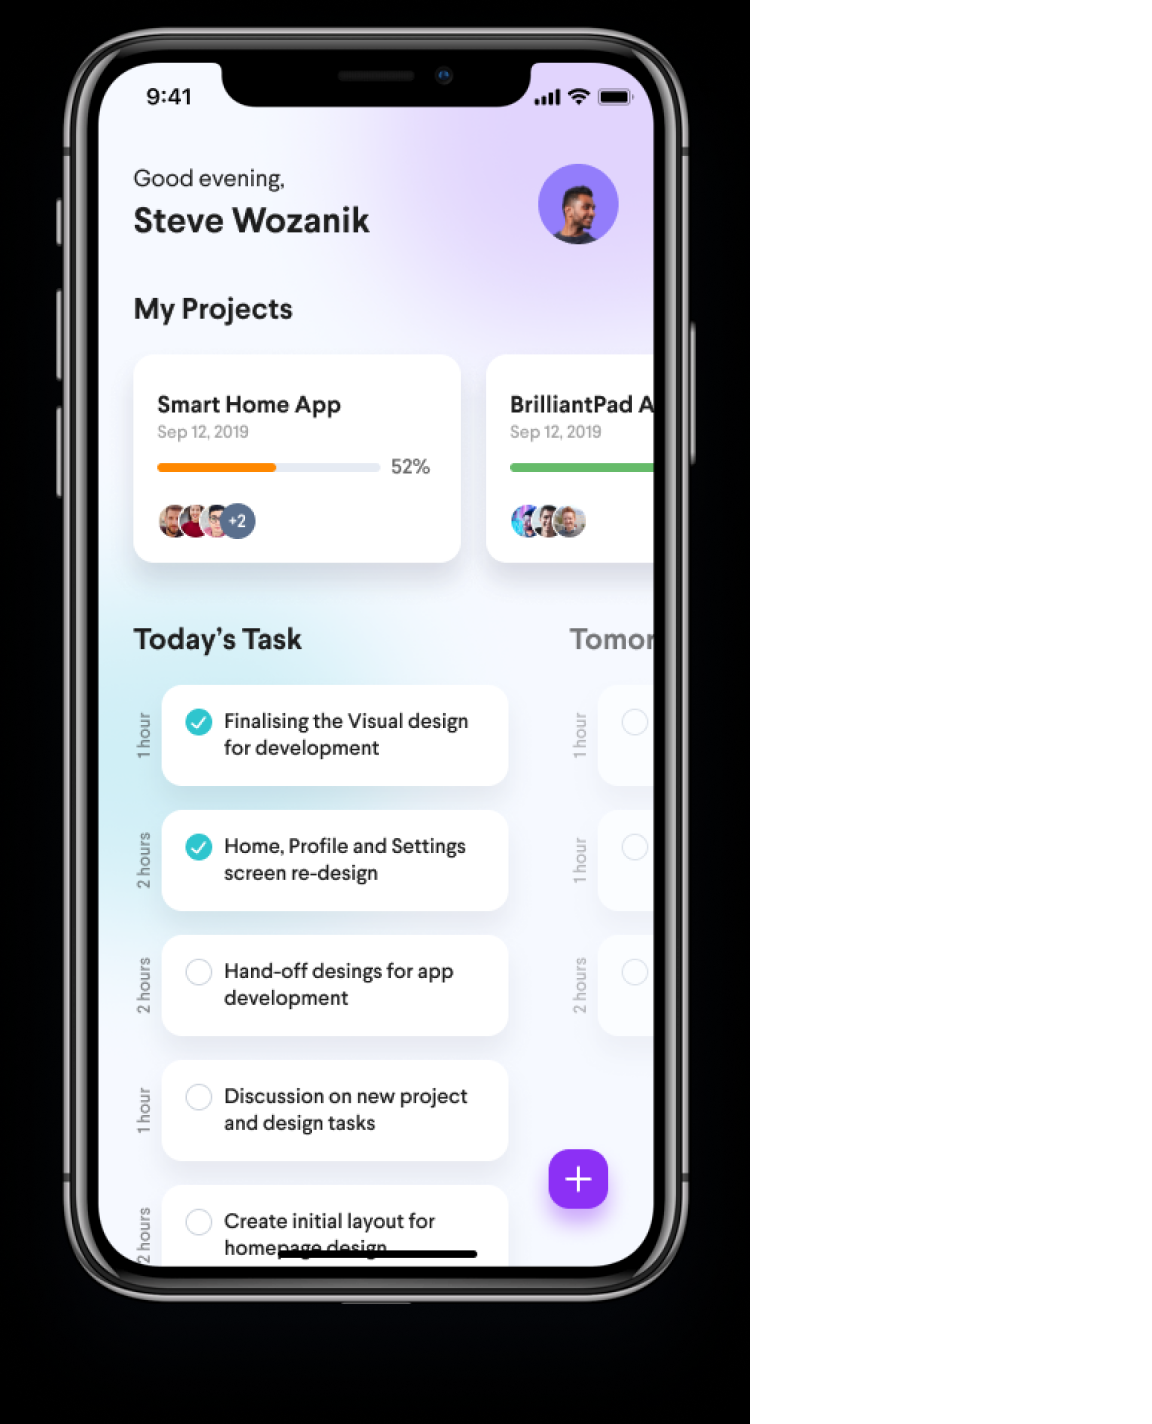 9:41
Good evening,
Steve Wozanik
My Projects
Smart Home App
Sep 12, 2019
52%
+2
BrilliantPad A
Sep 12, 2019
Today's Task
1 hour
Finalising the Visual design
for development
2 hours
Home, Profile and Settings
screen re-design
2 hours
Hand-off desings for app
development
1 hour
Discussion on new project
and design tasks
2 hours
Create initial layout for
homepage design
Tomor
1 hour
1 hour
2 hours